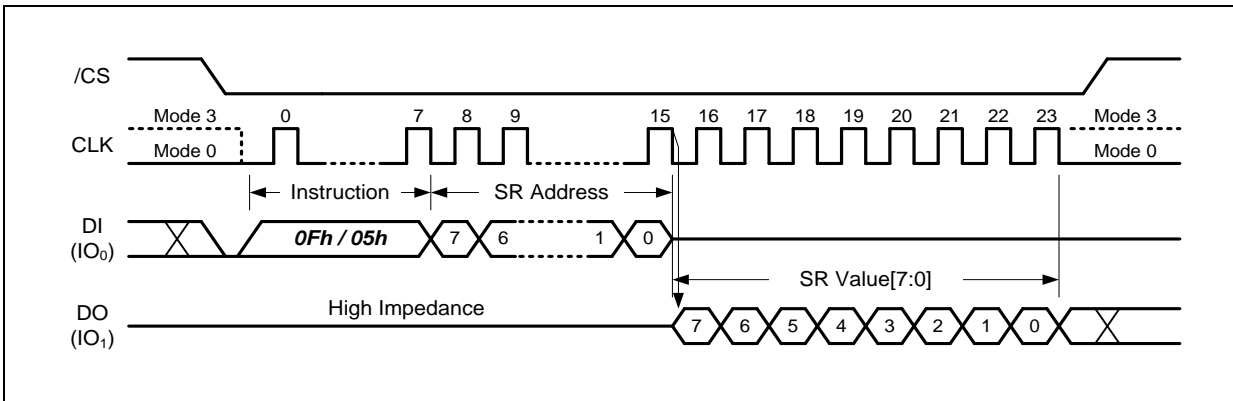 /CS
Mode 3 0 7 8 9 15 16 17 18 19 20 21 22 23 Mode 3
CLK
Mode 0 Mode 0
Instruction SR Address
DI
(IO₀)
0Fh / 05h 7 6 1 0
SR Value[7:0]
High Impedance
DO
(IO₁)
7 6 5 4 3 2 1 0